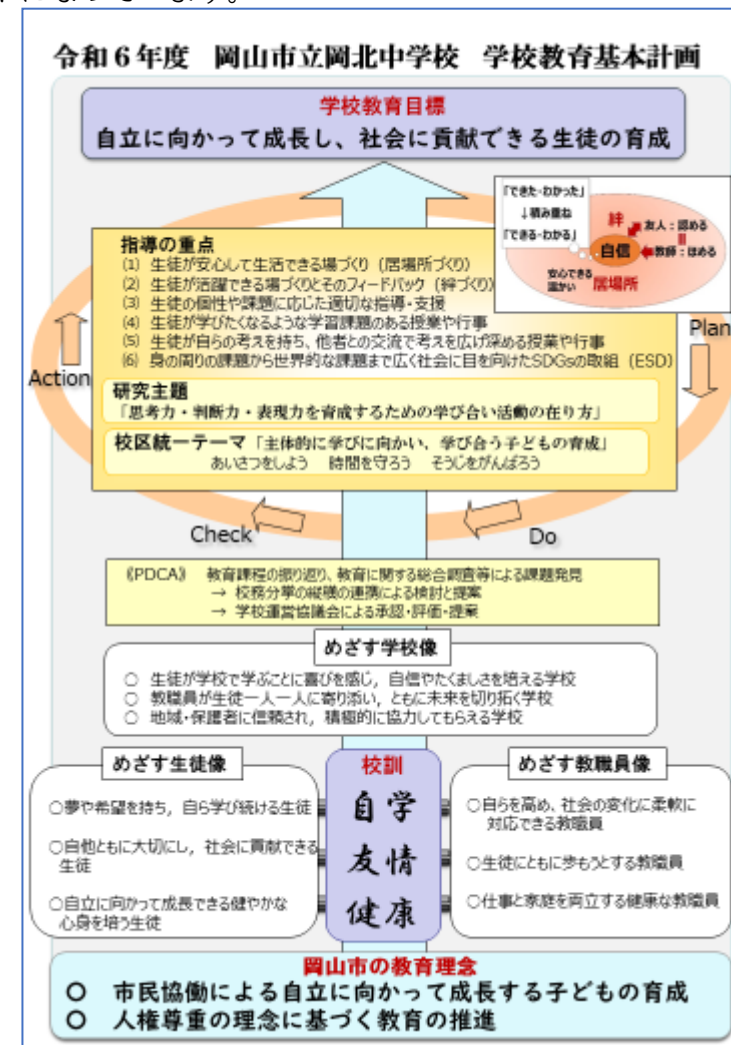 令和６年度　岡山市立岡北中学校　学校教育基本計画
学校教育目標
自立に向かって成長し、社会に貢献できる生徒の育成
「できた・わかった」
↓積み重ね
「できる・わかる」
絆
友人：認める
自信
教師：ほめる
安心できる
温かい
居場所
指導の重点
(1) 生徒が安心して生活できる場づくり（居場所づくり）
(2) 生徒が活躍できる場づくりとそのフィードバック（絆づくり）
(3) 生徒の個性や課題に応じた適切な指導・支援
(4) 生徒が学びたくなるような学習課題のある授業や行事
(5) 生徒が自らの考えを持ち、他者との交流で考えを広げ深める授業や行事
(6) 身の周りの課題から世界的な課題まで広く社会に目を向けたSDGsの取組（ESD）
Plan
Action
研究主題
「思考力・判断力・表現力を育成するための学び合い活動の在り方」
校区統一テーマ「主体的に学びに向かい、学び合う子どもの育成」
あいさつをしよう　時間を守ろう　そうじをがんばろう
Check
Do
《PDCA》　教育課程の振り返り、教育に関する総合調査等による課題発見
→ 校務分掌の縦横の連携による検討と提案
→ 学校運営協議会による承認・評価・提案
めざす学校像
○ 生徒が学校で学ぶことに喜びを感じ，自信やたくましさを培える学校
○ 教職員が生徒一人一人に寄り添い，ともに未来を切り拓く学校
○ 地域・保護者に信頼され，積極的に協力してもらえる学校
めざす生徒像
○夢や希望を持ち，自ら学び続ける生徒
○自他ともに大切にし，社会に貢献できる
生徒
○自立に向かって成長できる健やかな
心身を培う生徒
校訓
自学
友情
健康
めざす教職員像
○自らを高め、社会の変化に柔軟に
対応できる教職員
○生徒にともに歩もうとする教職員
○仕事と家庭を両立する健康な教職員
岡山市の教育理念
○　市民協働による自立に向かって成長する子どもの育成
○　人権尊重の理念に基づく教育の推進